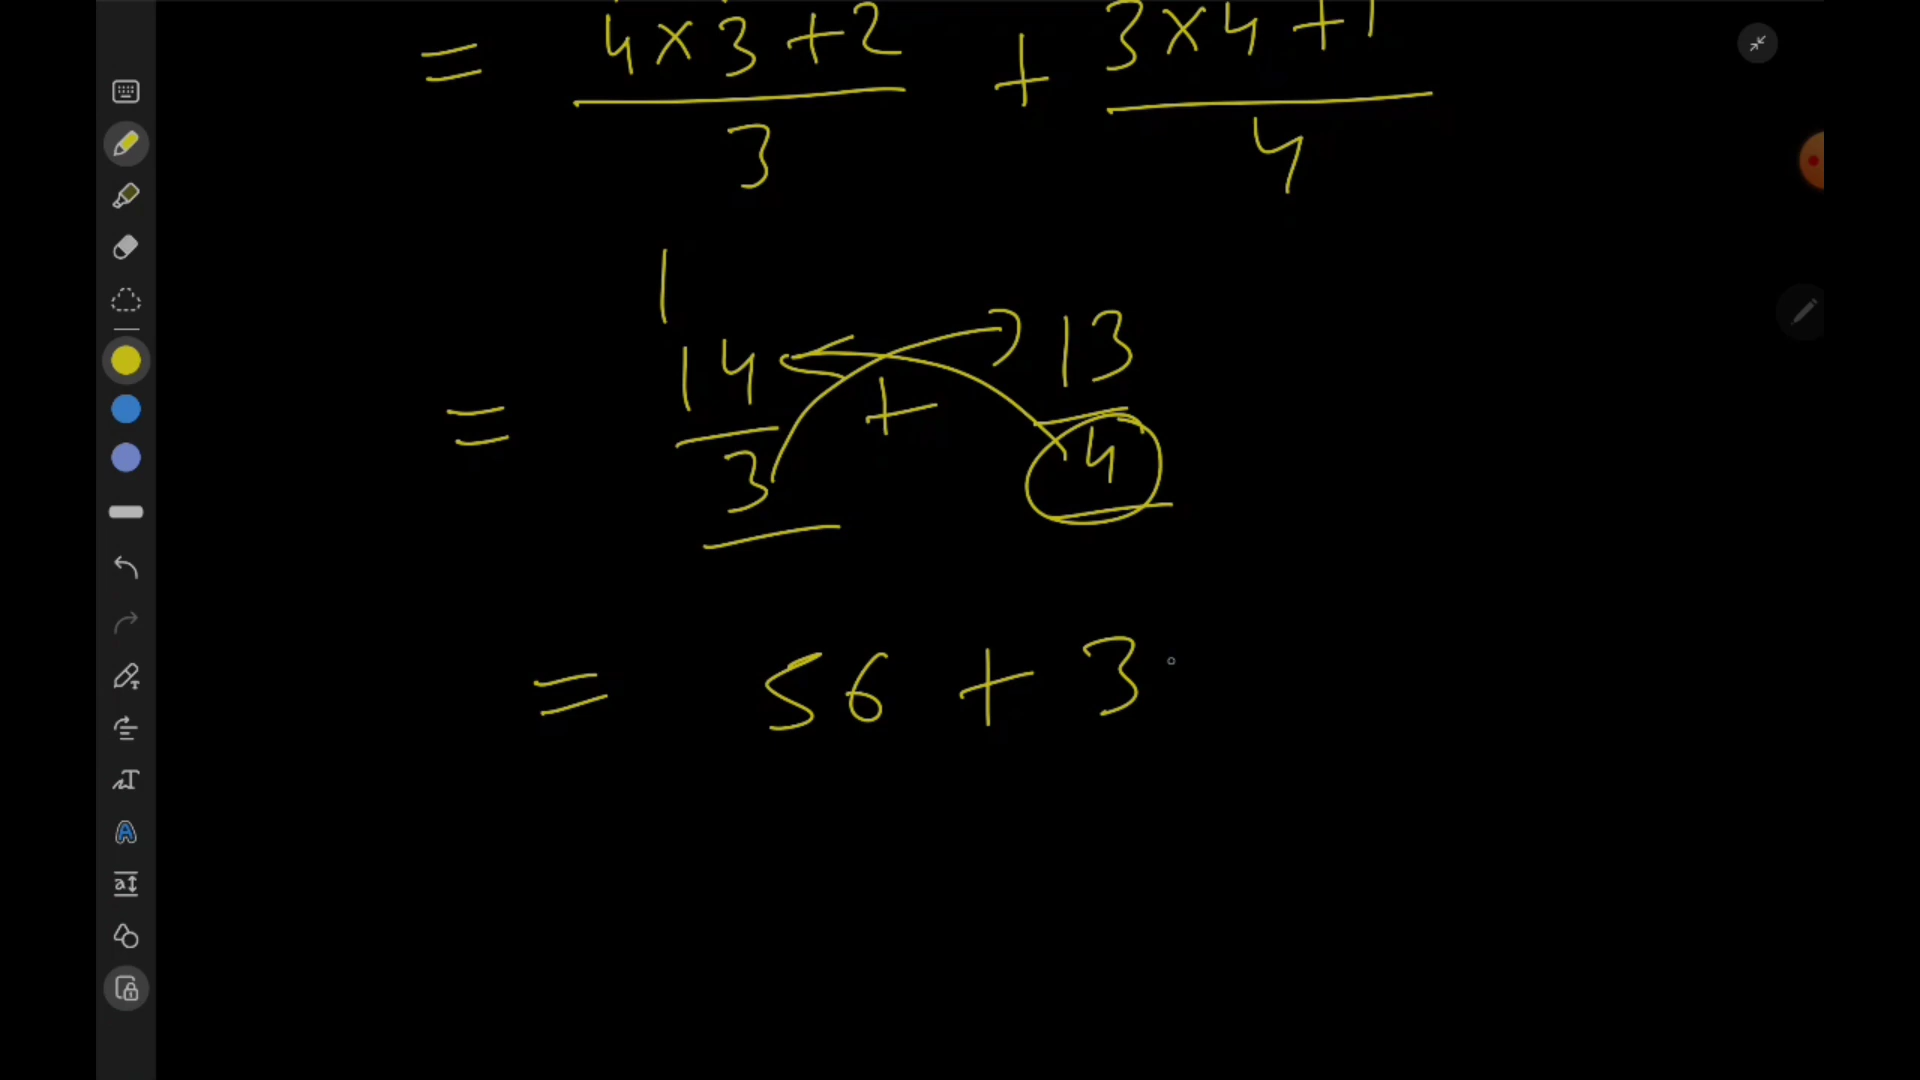 = 4×3+2 + 3×4+1
3 4
1
= 14 + 13
3 4
= 56 + 3